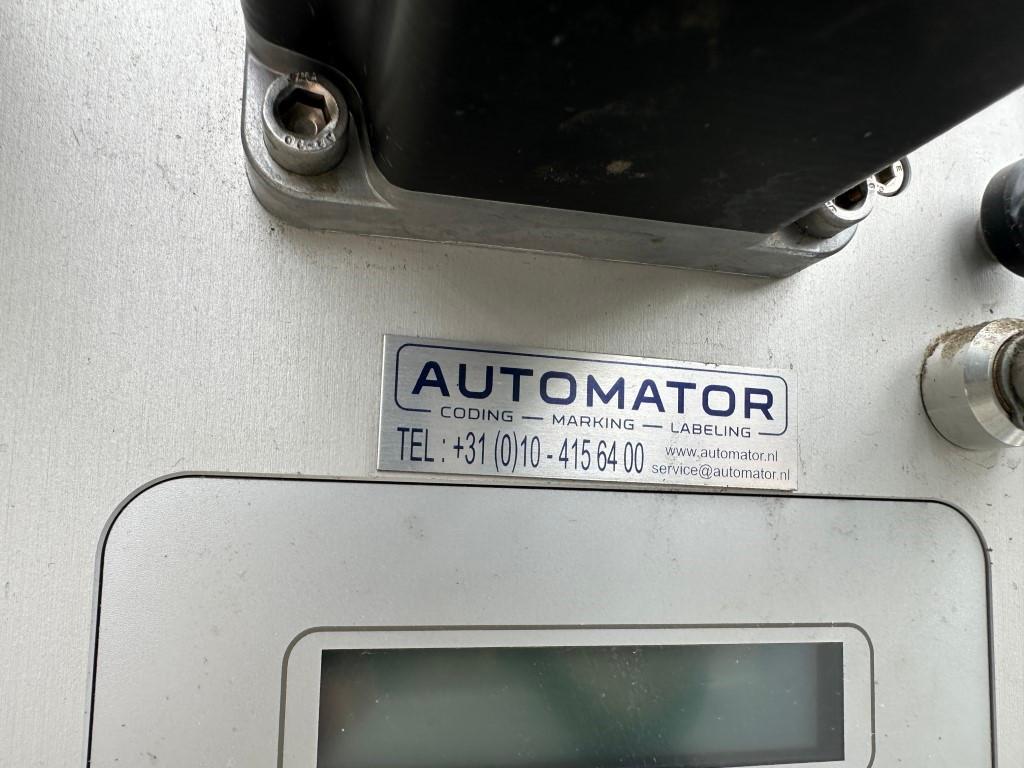 AUTOMATOR
CODING — MARKING — LABELING
TEL : +31 (0)10 - 415 64 00
www.automator.nl
service@automator.nl